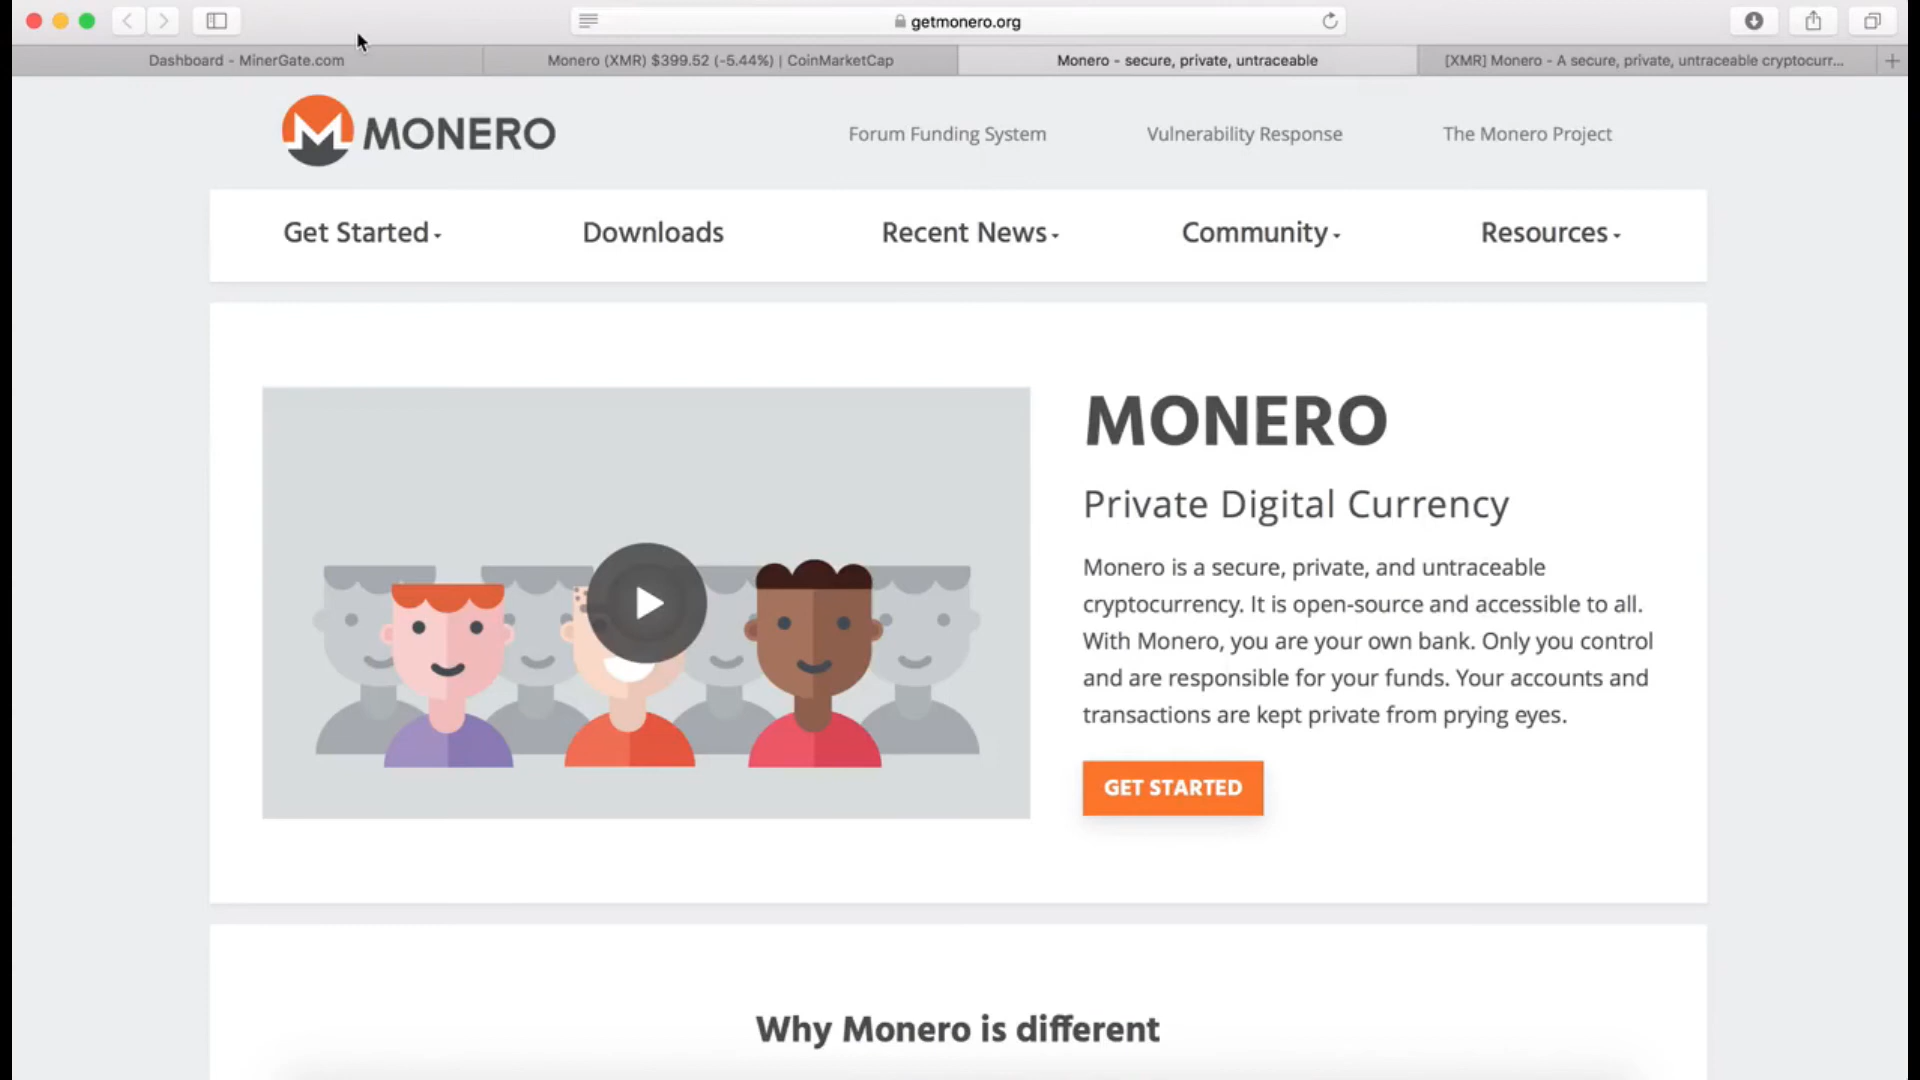 getmonero.org
Dashboard - MinerGate.com
Monero (XMR) $399.52 (-5.44%) | CoinMarketCap
Monero - secure, private, untraceable
[XMR] Monero - A secure, private, untraceable cryptocurr...
MONERO
Forum Funding System
Vulnerability Response
The Monero Project
Get Started
Downloads
Recent News
Community
Resources
MONERO
Private Digital Currency
Monero is a secure, private, and untraceable
cryptocurrency. It is open-source and accessible to all.
With Monero, you are your own bank. Only you control
and are responsible for your funds. Your accounts and
transactions are kept private from prying eyes.
GET STARTED
Why Monero is different